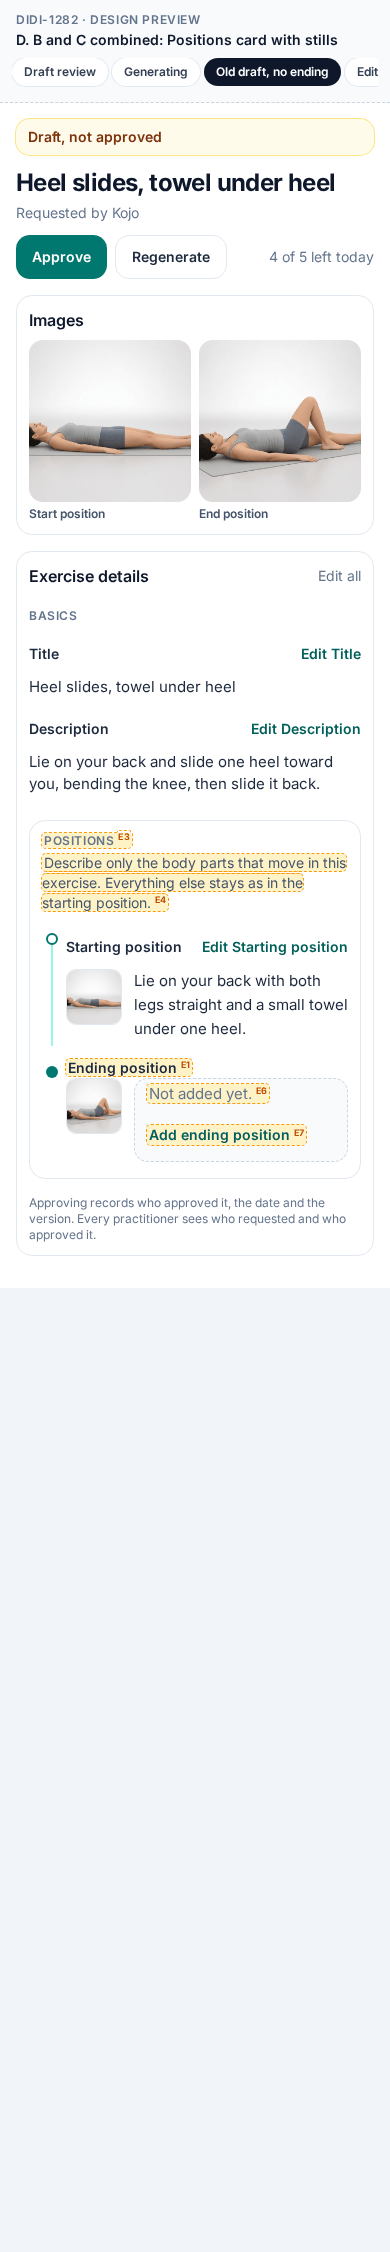 DIDI-1282 · DESIGN PREVIEW
D. B and C combined: Positions card with stills
Draft review
Generating
Old draft, no ending
Edit
Draft, not approved
Heel slides, towel under heel
Requested by Kojo
Approve
Regenerate
4 of 5 left today
Images
Start position
End position
Exercise details
Edit all
BASICS
Title
Edit Title
Heel slides, towel under heel
Description
Edit Description
Lie on your back and slide one heel toward
you, bending the knee, then slide it back.
POSITIONS E3
Describe only the body parts that move in this
exercise. Everything else stays as in the
starting position. E4
Starting position
Edit Starting position
Lie on your back with both
legs straight and a small towel
under one heel.
Ending position E1
Not added yet. E6
Add ending position E7
Approving records who approved it, the date and the
version. Every practitioner sees who requested and who
approved it.